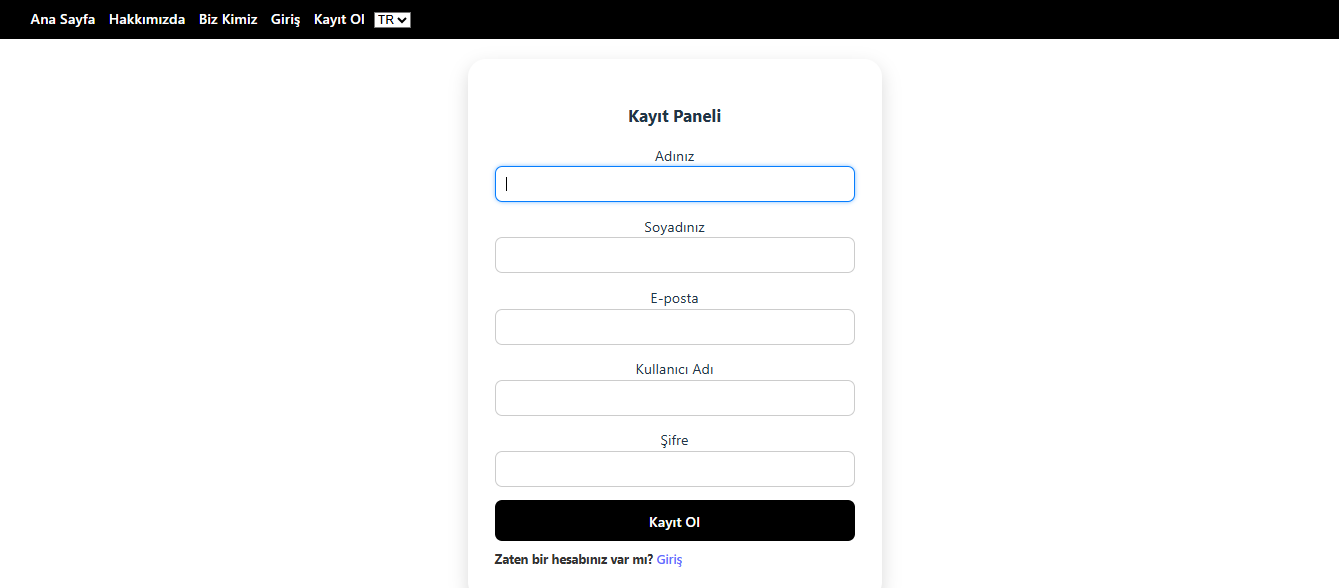 Ana Sayfa Hakkımızda Biz Kimiz Giriş Kayıt Ol TR
Kayıt Paneli
Adınız
Soyadınız
E-posta
Kullanıcı Adı
Şifre
Kayıt Ol
Zaten bir hesabınız var mı? Giriş